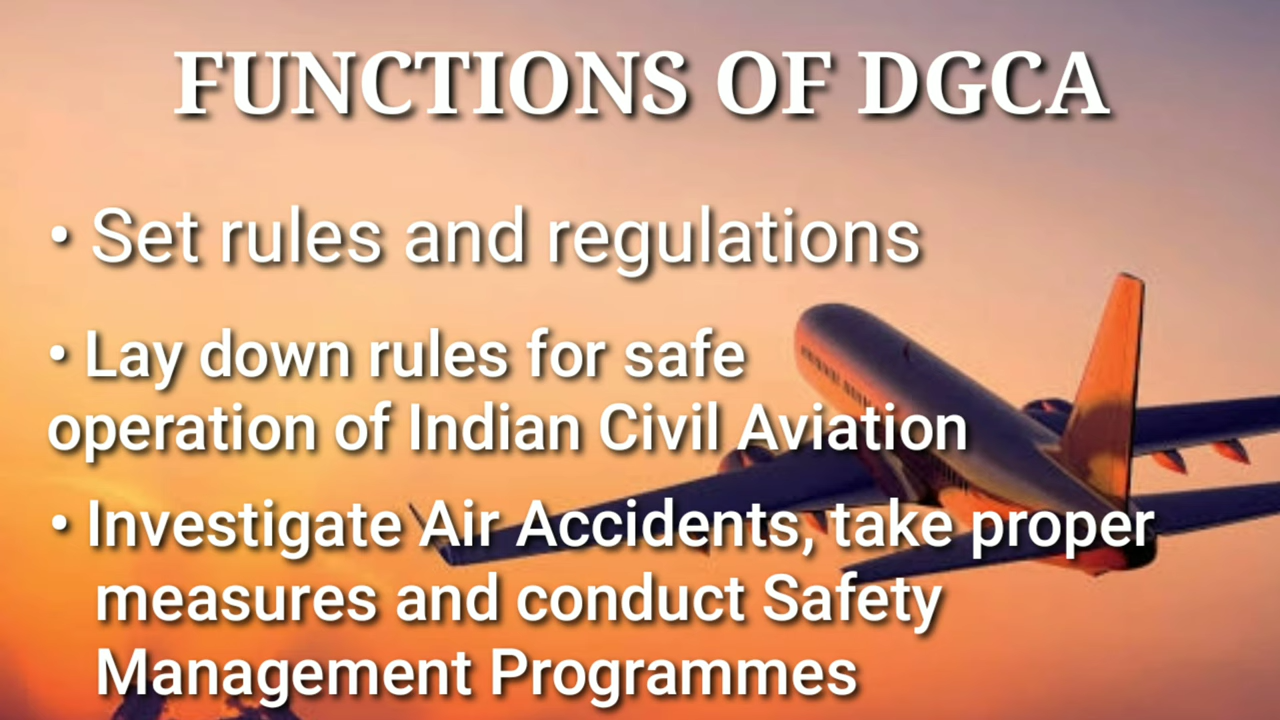 FUNCTIONS OF DGCA
• Set rules and regulations
• Lay down rules for safe
operation of Indian Civil Aviation
• Investigate Air Accidents, take proper
measures and conduct Safety
Management Programmes